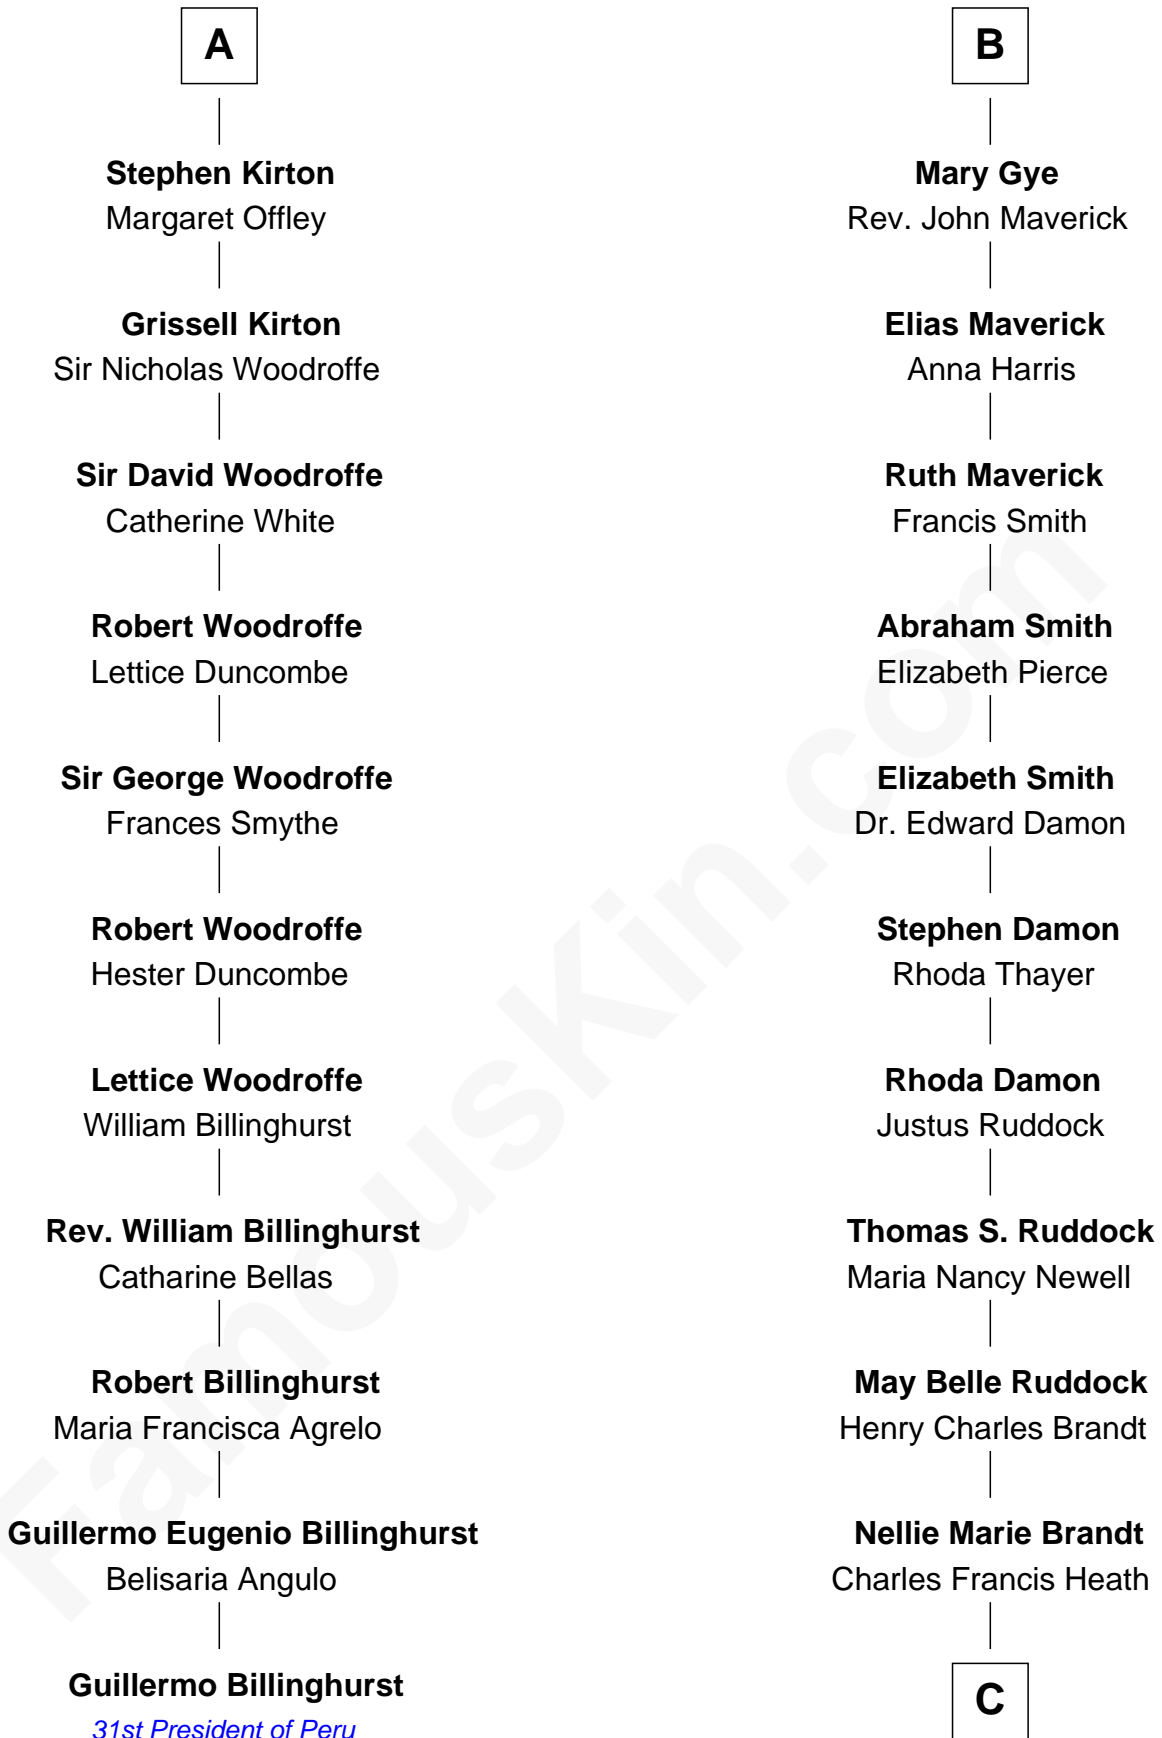 A
Stephen Kirton
Margaret Offley
Grissell Kirton
Sir Nicholas Woodroffe
Sir David Woodroffe
Catherine White
Robert Woodroffe
Lettice Duncombe
Sir George Woodroffe
Frances Smythe
Robert Woodroffe
Hester Duncombe
Lettice Woodroffe
William Billinghurst
Rev. William Billinghurst
Catharine Bellas
Robert Billinghurst
Maria Francisca Agrelo
Guillermo Eugenio Billinghurst
Belisaria Angulo
Guillermo Billinghurst
31st President of Peru
B
Mary Gye
Rev. John Maverick
Elias Maverick
Anna Harris
Ruth Maverick
Francis Smith
Abraham Smith
Elizabeth Pierce
Elizabeth Smith
Dr. Edward Damon
Stephen Damon
Rhoda Thayer
Rhoda Damon
Justus Ruddock
Thomas S. Ruddock
Maria Nancy Newell
May Belle Ruddock
Henry Charles Brandt
Nellie Marie Brandt
Charles Francis Heath
C
FamousKin.com